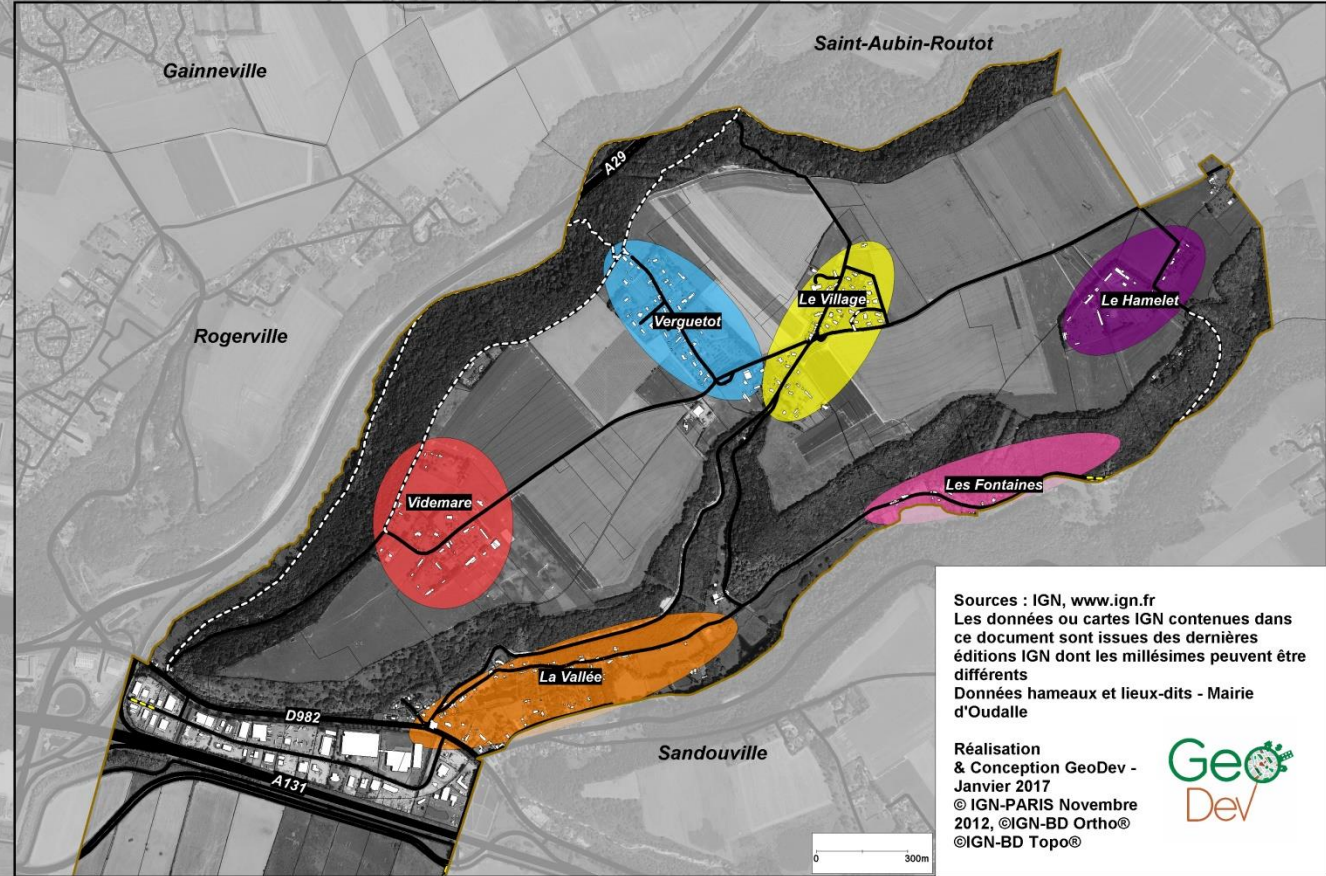 Saint-Aubin-Routot
Gainneville
A29
Rogerville
Le Village
Le Hamelet
Verguetot
Videmare
Les Fontaines
La Vallée
D982
Sandouville
A131
Sources : IGN, www.ign.fr
Les données ou cartes IGN contenues dans
ce document sont issues des dernières
éditions IGN dont les millésimes peuvent être
différents
Données hameaux et lieux-dits - Mairie
d'Oudalle
Réalisation
& Conception GeoDev -
Janvier 2017
© IGN-PARIS Novembre
2012, ©IGN-BD Ortho®
©IGN-BD Topo®
Geo
Dev
0 300m